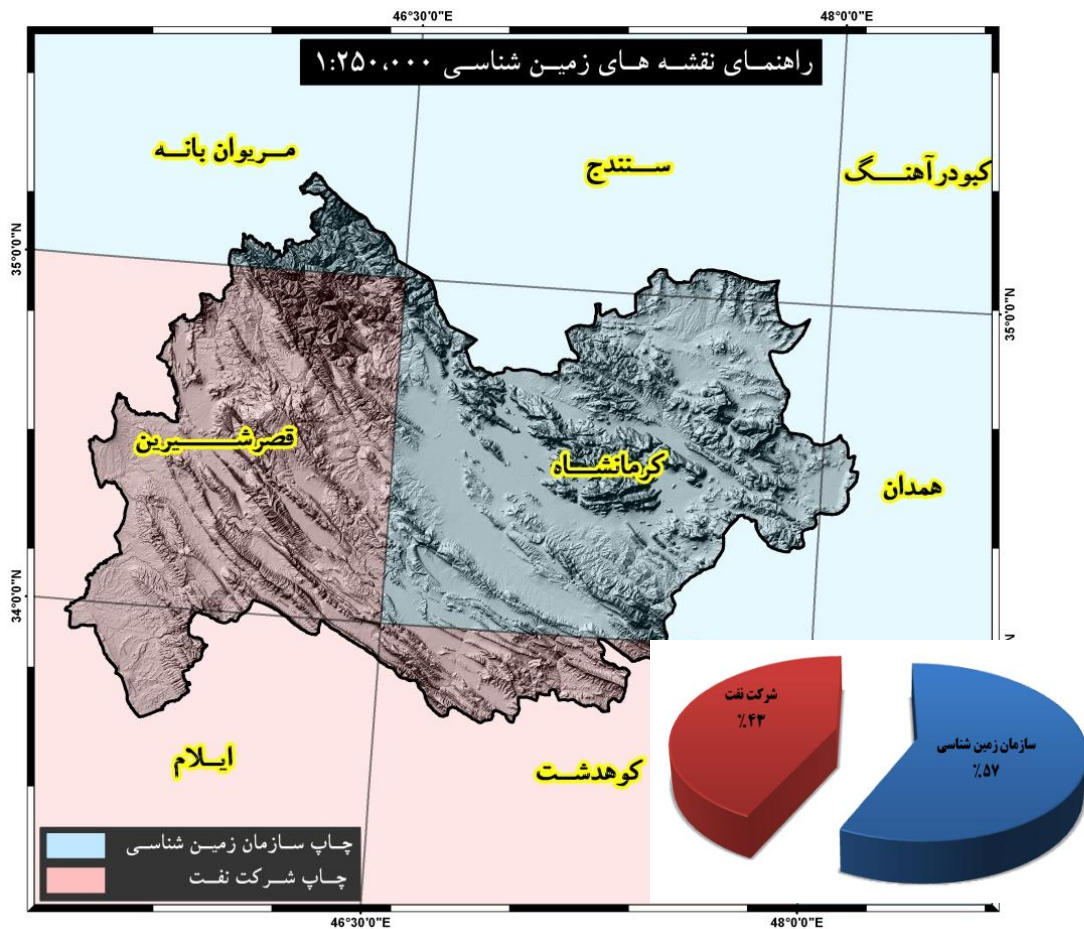 46°30'0"E
48°0'0"E
راهنمای نقشه های زمین شناسی ۱:۲۵۰،۰۰۰
مریوان بانه
سنندج
کبودرآهنگ
35°0'0"N
35°0'0"N
قصرشیرین
کرمانشاه
همدان
34°0'0"N
N
ایلام
کوهدشت
شرکت نفت
٪۴۳
سازمان زمین شناسی
٪۵۷
چاپ سازمان زمین شناسی
چاپ شرکت نفت
46°30'0"E
48°0'0"E